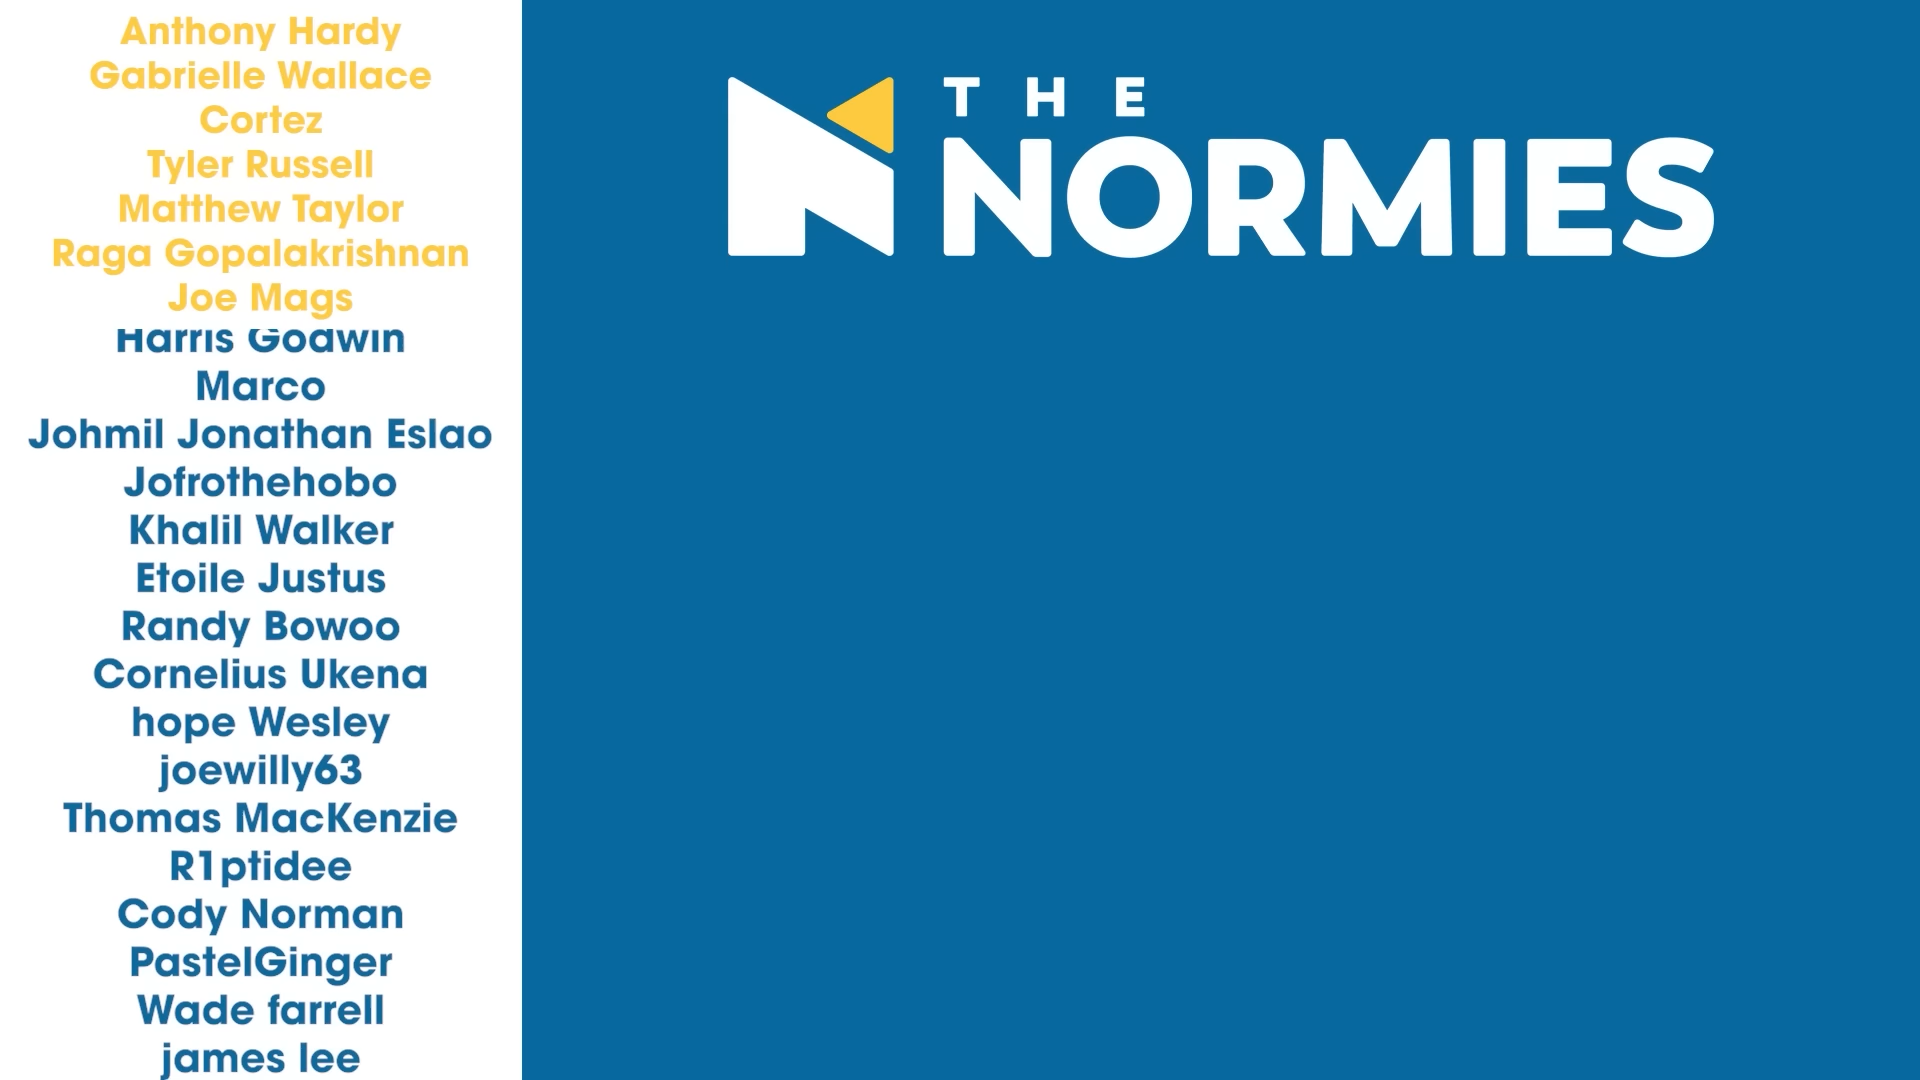 Anthony Hardy
Gabrielle Wallace
Cortez
Tyler Russell
Matthew Taylor
Raga Gopalakrishnan
Joe Mags
Harris Godwin
Marco
Johmil Jonathan Eslao
Jofrothehobo
Khalil Walker
Etoile Justus
Randy Bowoo
Cornelius Ukena
hope Wesley
joewilly63
Thomas MacKenzie
R1ptidee
Cody Norman
PastelGinger
Wade farrell
james lee
THE
NORMIES